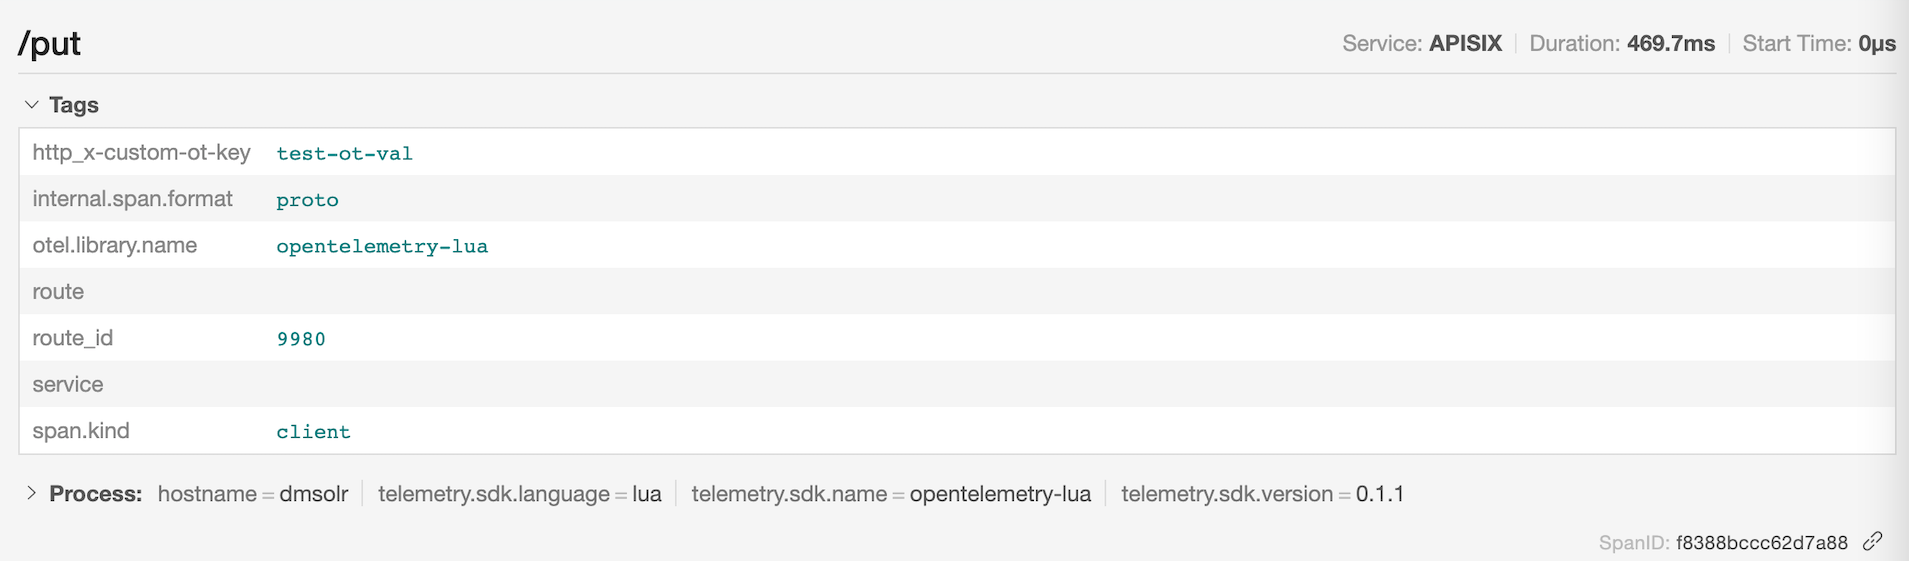 /put
Service: APISIX Duration: 469.7ms Start Time: 0μs
Tags
http_x-custom-ot-key test-ot-val
internal.span.format proto
otel.library.name opentelemetry-lua
route
route_id 9980
service
span.kind client
Process: hostname = dmsolr telemetry.sdk.language = lua telemetry.sdk.name = opentelemetry-lua telemetry.sdk.version = 0.1.1
SpanID: f8388bccc62d7a88